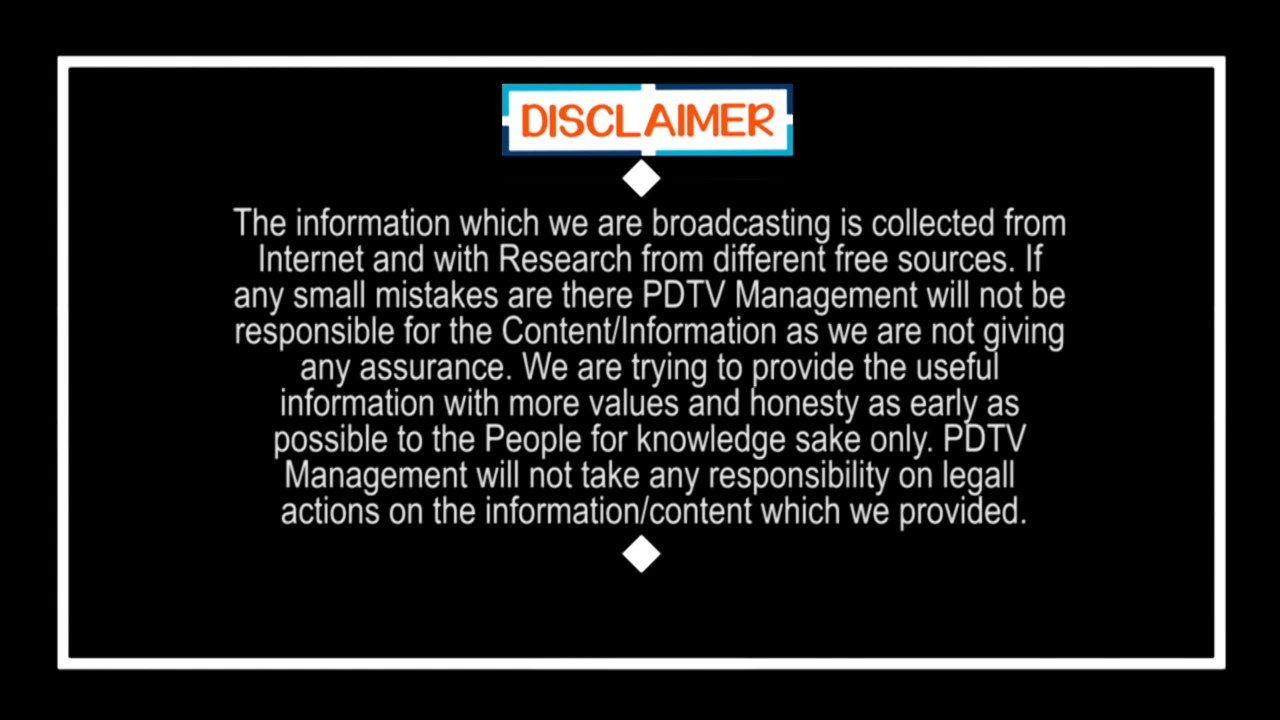 DISCLAIMER
The information which we are broadcasting is collected from
Internet and with Research from different free sources. If
any small mistakes are there PDTV Management will not be
responsible for the Content/Information as we are not giving
any assurance. We are trying to provide the useful
information with more values and honesty as early as
possible to the People for knowledge sake only. PDTV
Management will not take any responsibility on legall
actions on the information/content which we provided.